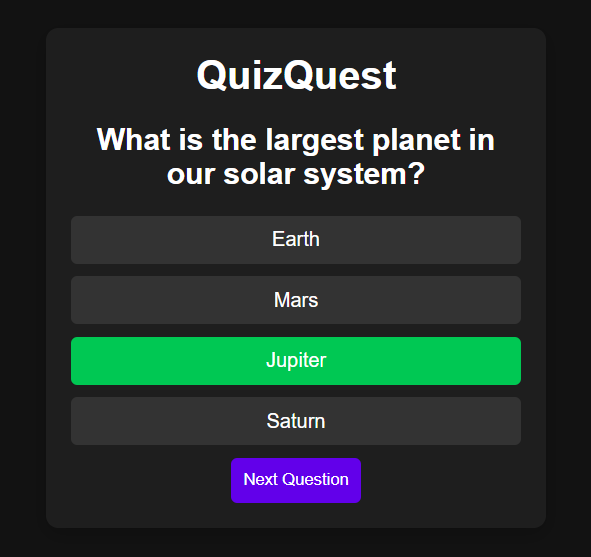 QuizQuest
What is the largest planet in
our solar system?
Earth
Mars
Jupiter
Saturn
Next Question